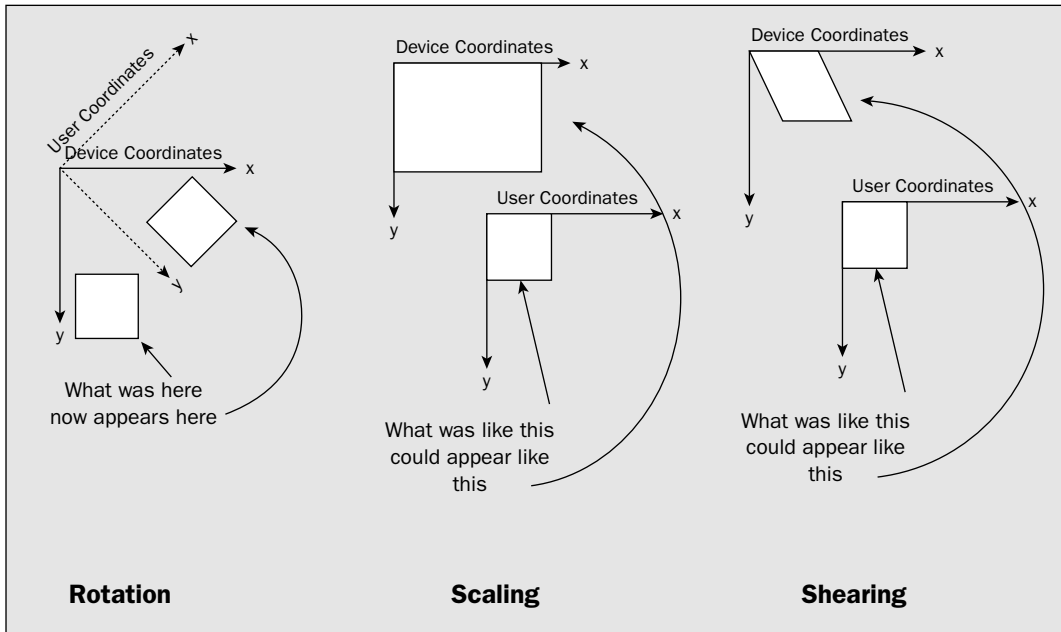 x
User Coordinates
Device Coordinates
x
y
y
What was here
now appears here
Rotation
Device Coordinates
x
y
User Coordinates
x
y
What was like this
could appear like
this
Scaling
Device Coordinates
x
y
User Coordinates
x
y
What was like this
could appear like
this
Shearing